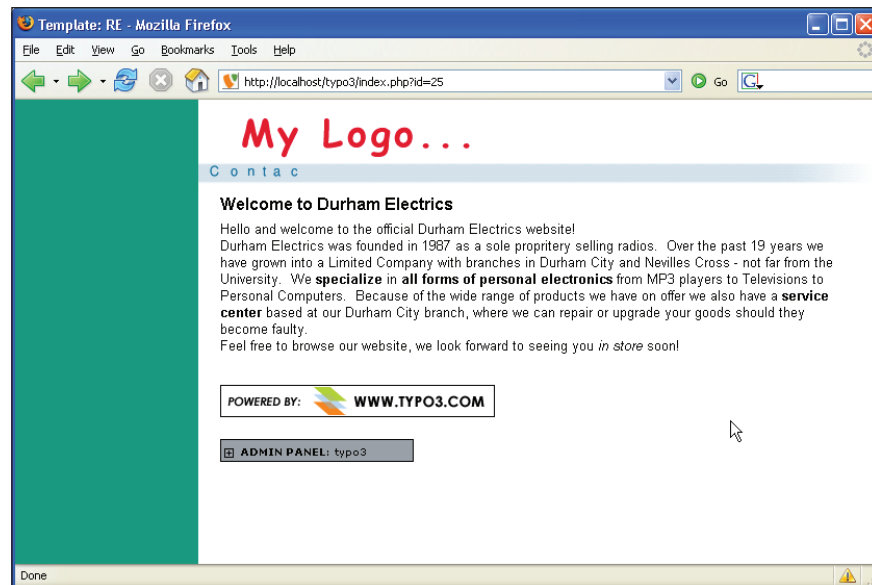 Template: RE - Mozilla Firefox
File Edit View Go Bookmarks Tools Help
http://localhost/typo3/index.php?id=25 Go G
My Logo...
Contac
Welcome to Durham Electrics
Hello and welcome to the official Durham Electrics website!
Durham Electrics was founded in 1987 as a sole propritery selling radios. Over the past 19 years we
have grown into a Limited Company with branches in Durham City and Nevilles Cross - not far from the
University. We specialize in all forms of personal electronics from MP3 players to Televisions to
Personal Computers. Because of the wide range of products we have on offer we also have a service
center based at our Durham City branch, where we can repair or upgrade your goods should they
become faulty.
Feel free to browse our website, we look forward to seeing you in store soon!
POWERED BY: WWW.TYPO3.COM
ADMIN PANEL: typo3
Done